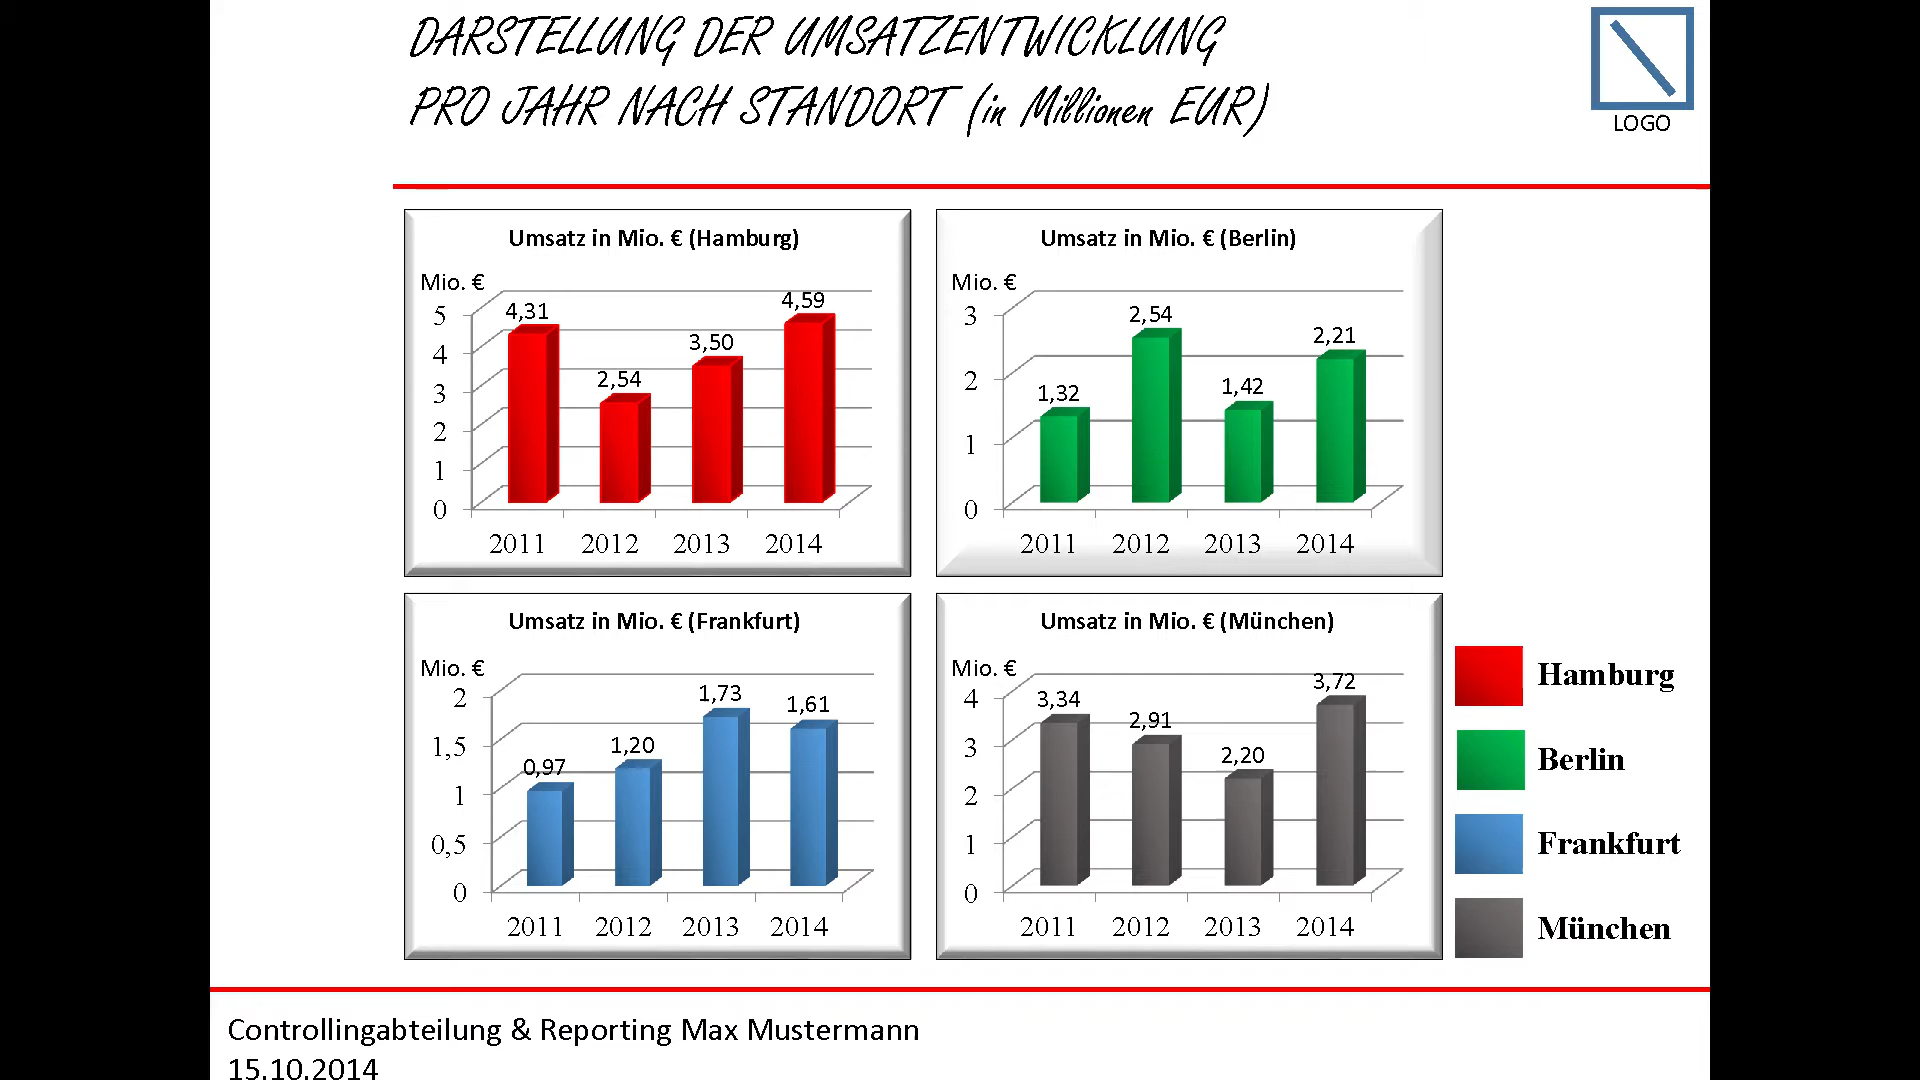 DARSTELLUNG DER UMSATZENTWICKLUNG
PRO JAHR NACH STANDORT (in Millionen EUR)
LOGO
Umsatz in Mio. € (Hamburg)
Mio. €
5
4
3
2
1
0
4,31
2,54
3,50
4,59
2011 2012 2013 2014
Umsatz in Mio. € (Berlin)
Mio. €
3
2
1
0
1,32
2,54
1,42
2,21
2011 2012 2013 2014
Umsatz in Mio. € (Frankfurt)
Mio. €
2
1,5
1
0,5
0
0,97
1,20
1,73
1,61
2011 2012 2013 2014
Umsatz in Mio. € (München)
Mio. €
4
3
2
1
0
3,34
2,91
2,20
3,72
2011 2012 2013 2014
Hamburg
Berlin
Frankfurt
München
Controllingabteilung & Reporting Max Mustermann
15.10.2014